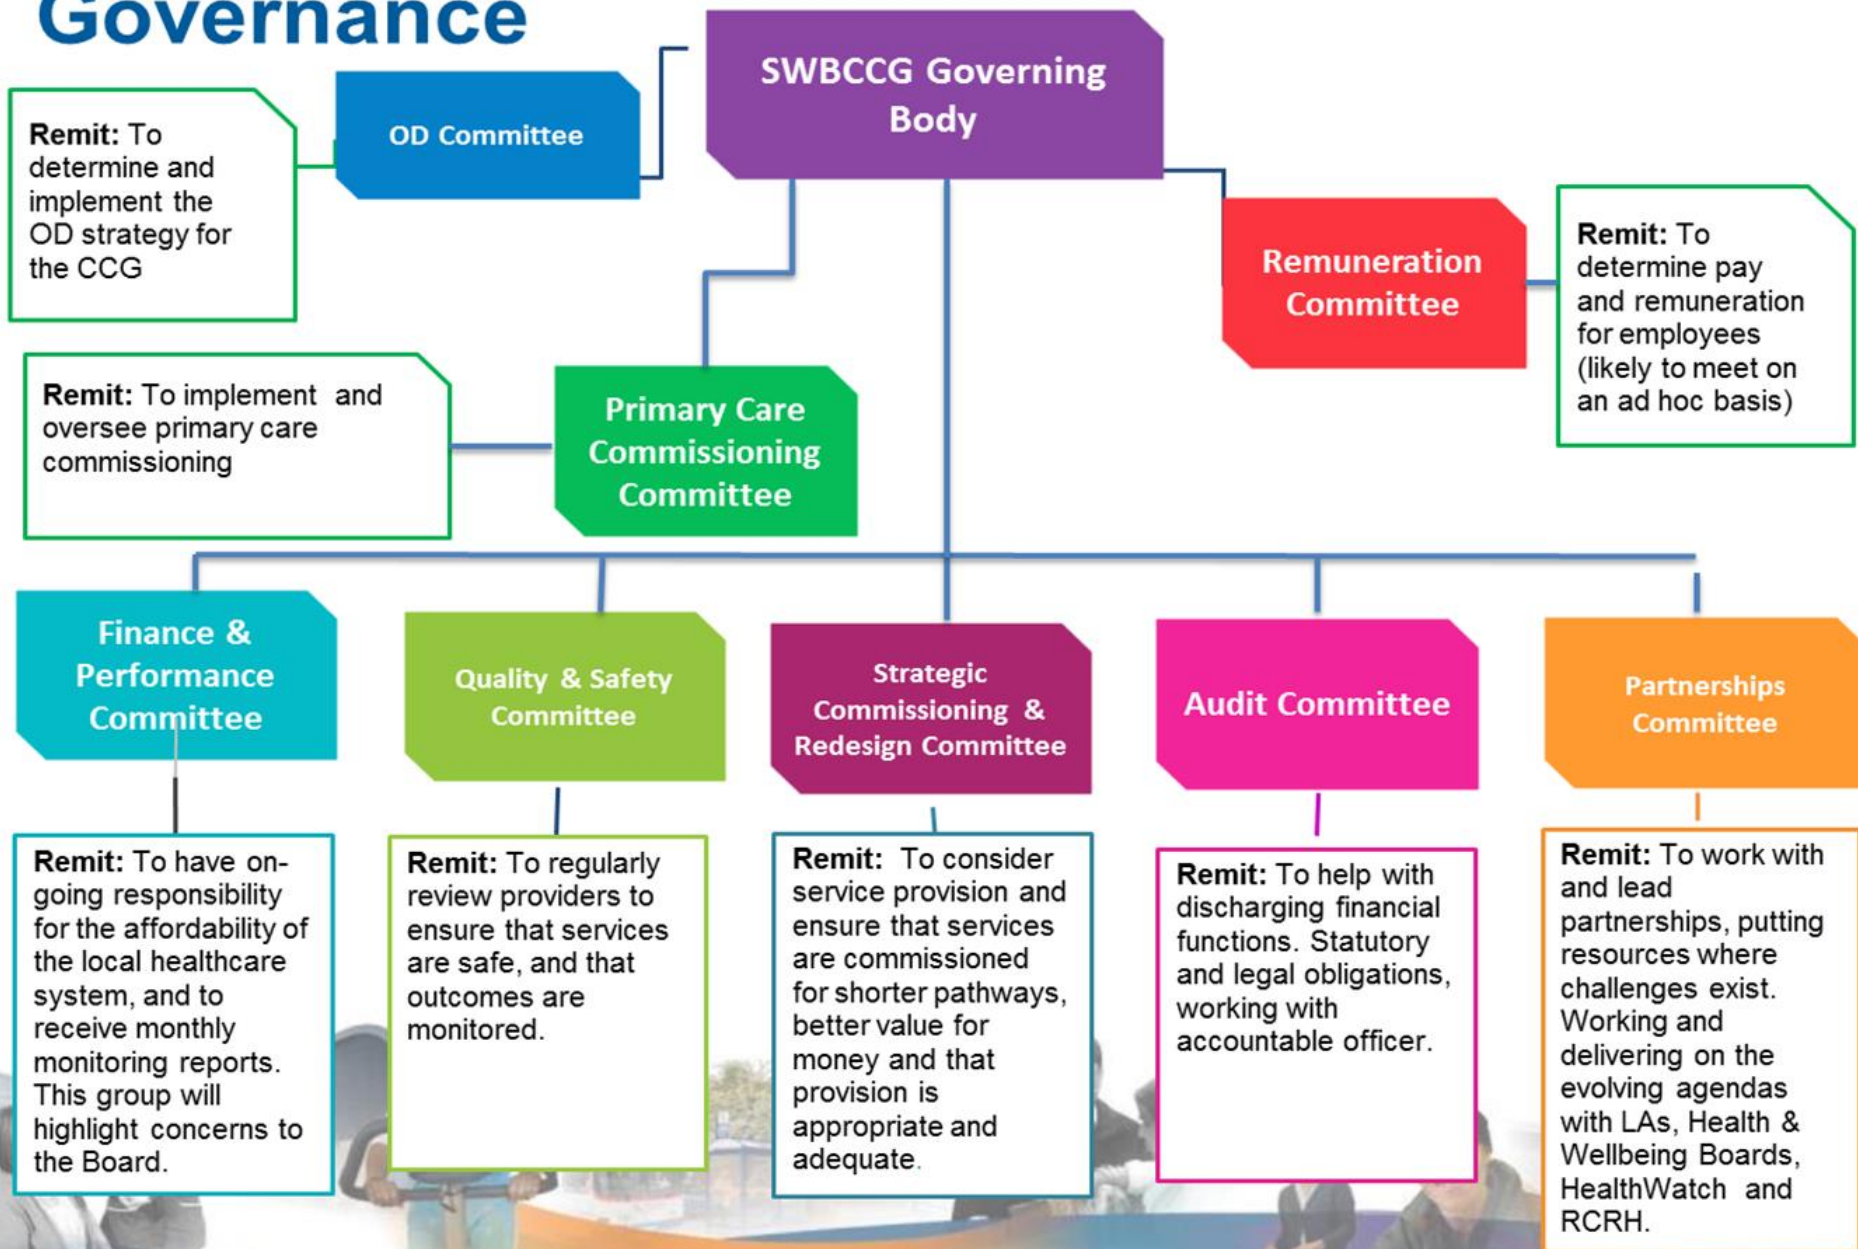 Governance
SWBCCG Governing
Body
OD Committee
Remit: To
determine and
implement the
OD strategy for
the CCG
Remuneration
Committee
Remit: To
determine pay
and remuneration
for employees
(likely to meet on
an ad hoc basis)
Primary Care
Commissioning
Committee
Remit: To implement and
oversee primary care
commissioning
Finance &
Performance
Committee
Remit: To have on-
going responsibility
for the affordability of
the local healthcare
system, and to
receive monthly
monitoring reports.
This group will
highlight concerns to
the Board.
Quality & Safety
Committee
Remit: To regularly
review providers to
ensure that services
are safe, and that
outcomes are
monitored.
Strategic
Commissioning &
Redesign Committee
Remit: To consider
service provision and
ensure that services
are commissioned
for shorter pathways,
better value for
money and that
provision is
appropriate and
adequate.
Audit Committee
Remit: To help with
discharging financial
functions. Statutory
and legal obligations,
working with
accountable officer.
Partnerships
Committee
Remit: To work with
and lead
partnerships, putting
resources where
challenges exist.
Working and
delivering on the
evolving agendas
with LAs, Health &
Wellbeing Boards,
HealthWatch and
RCRH.